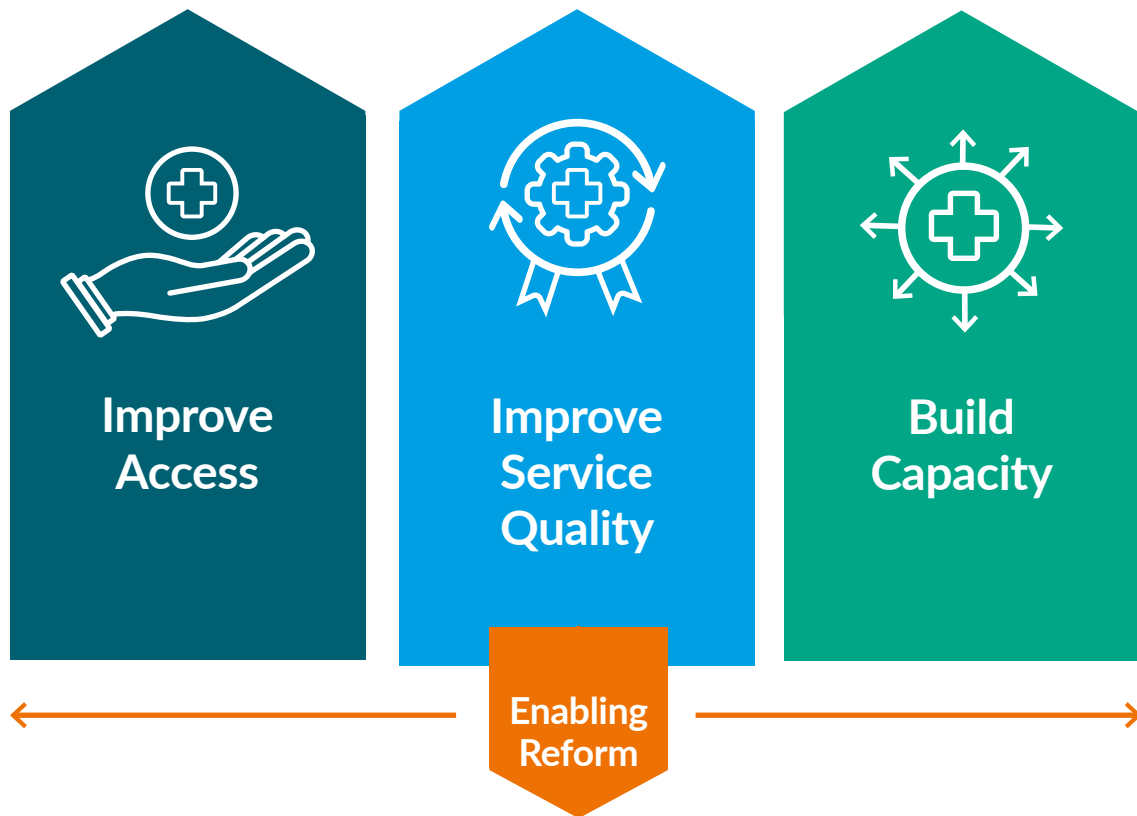 Improve
Access
Improve
Service
Quality
Build
Capacity
Enabling
Reform